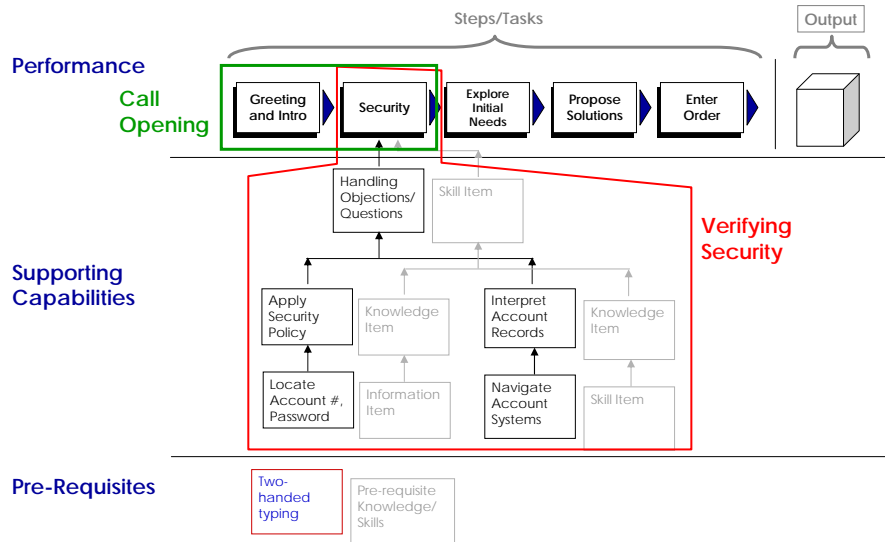 Steps/Tasks
Output
Performance
Call
Opening
Greeting
and Intro
Security
Explore
Initial
Needs
Propose
Solutions
Enter
Order
Handling
Objections/
Questions
Skill Item
Verifying
Security
Supporting
Capabilities
Apply
Security
Policy
Knowledge
Item
Interpret
Account
Records
Knowledge
Item
Locate
Account #,
Password
Information
Item
Navigate
Account
Systems
Skill Item
Pre-Requisites
Two-
handed
typing
Pre-requisite
Knowledge/
Skills